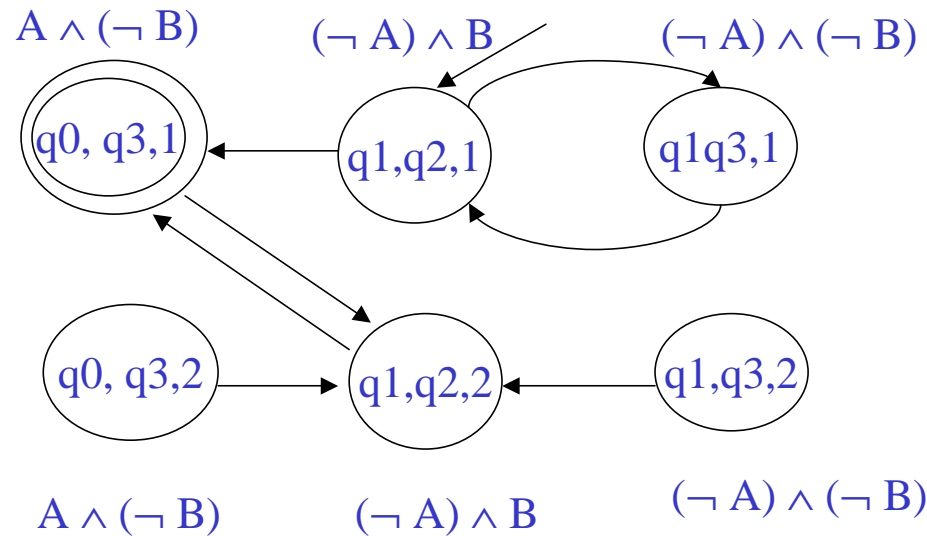 A ∧ (¬ B)
(¬ A) ∧ B
(¬ A) ∧ (¬ B)
q0, q3,1
q1,q2,1
q1q3,1
q0, q3,2
q1,q2,2
q1,q3,2
A ∧ (¬ B)
(¬ A) ∧ B
(¬ A) ∧ (¬ B)